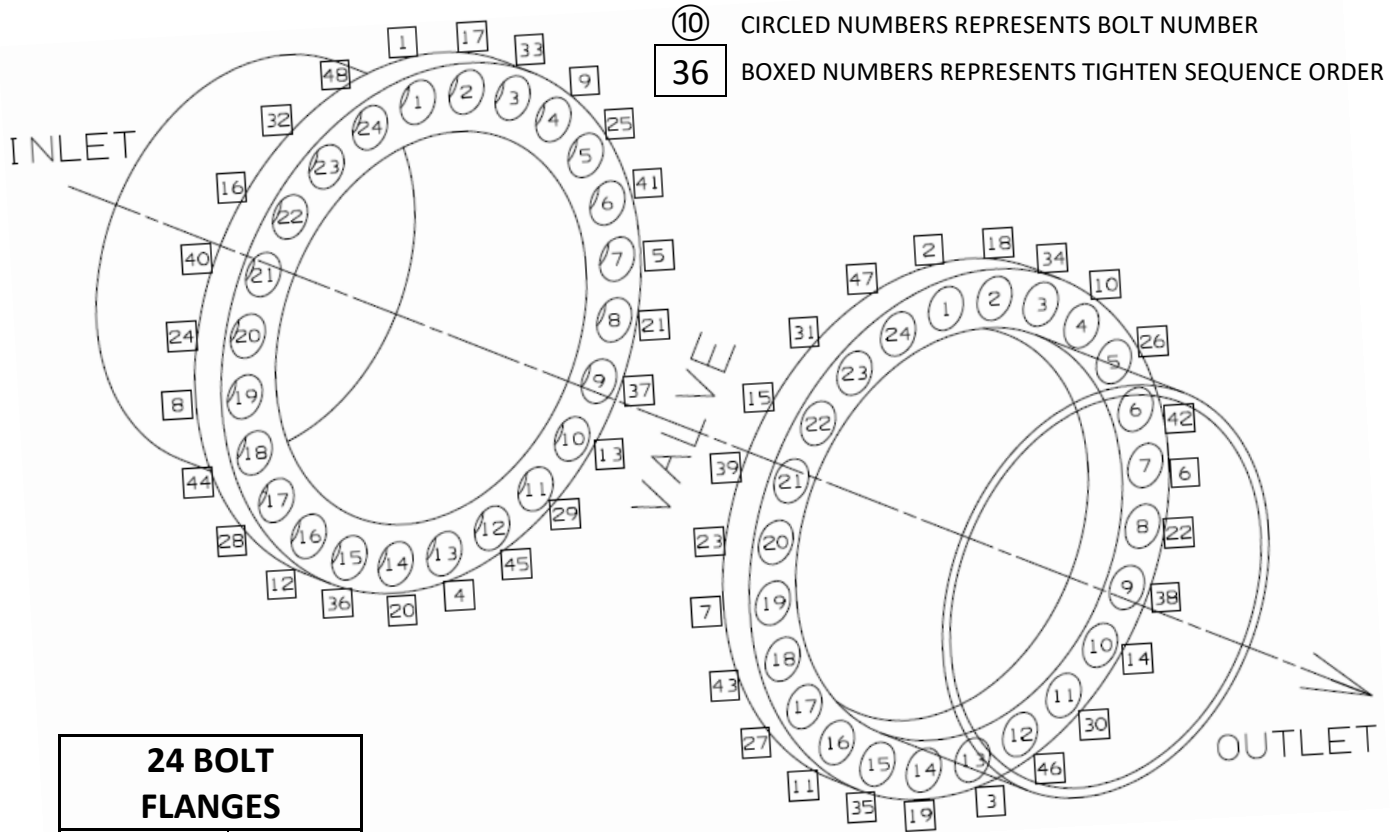 ⑩ CIRCLED NUMBERS REPRESENTS BOLT NUMBER
36 BOXED NUMBERS REPRESENTS TIGHTEN SEQUENCE ORDER
INLET
1 17 33 9 25 41 5 21 37 13 29 45 4 20 36 12 28 44 8 24 40 16 32 48
1 2 3 4 5 6 7 8 9 10 11 12 13 14 15 16 17 18 19 20 21 22 23 24
VALVE
2 18 34 10 26 42 6 22 38 14 30 46 3 19 35 11 27 43 7 23 39 15 31 47
1 2 3 4 5 6 7 8 9 10 11 12 13 14 15 16 17 18 19 20 21 22 23 24
OUTLET
24 BOLT
FLANGES